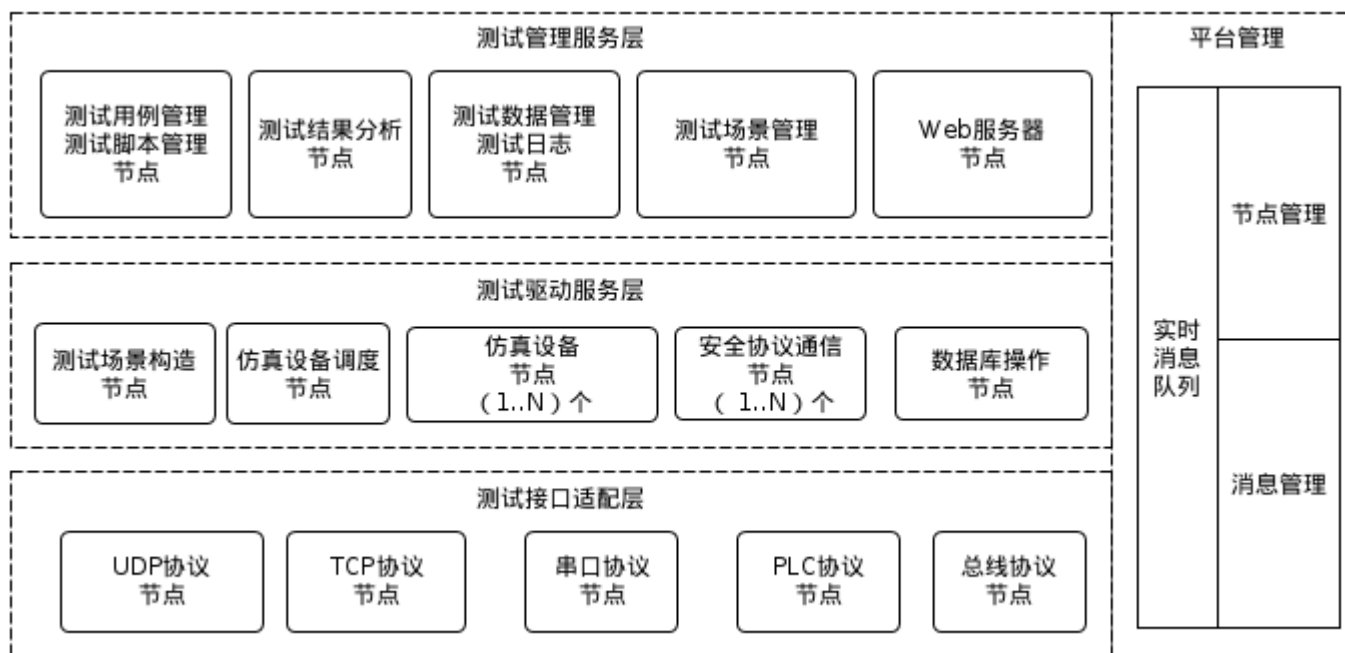 测试管理服务层
测试用例管理
测试脚本管理
节点
测试结果分析
节点
测试数据管理
测试日志
节点
测试场景管理
节点
Web服务器
节点
测试驱动服务层
测试场景构造
节点
仿真设备调度
节点
仿真设备
节点
（1..N）个
安全协议通信
节点
（ 1..N）个
数据库操作
节点
测试接口适配层
UDP协议
节点
TCP协议
节点
串口协议
节点
PLC协议
节点
总线协议
节点
平台管理
实时
消息
队列
节点管理
消息管理